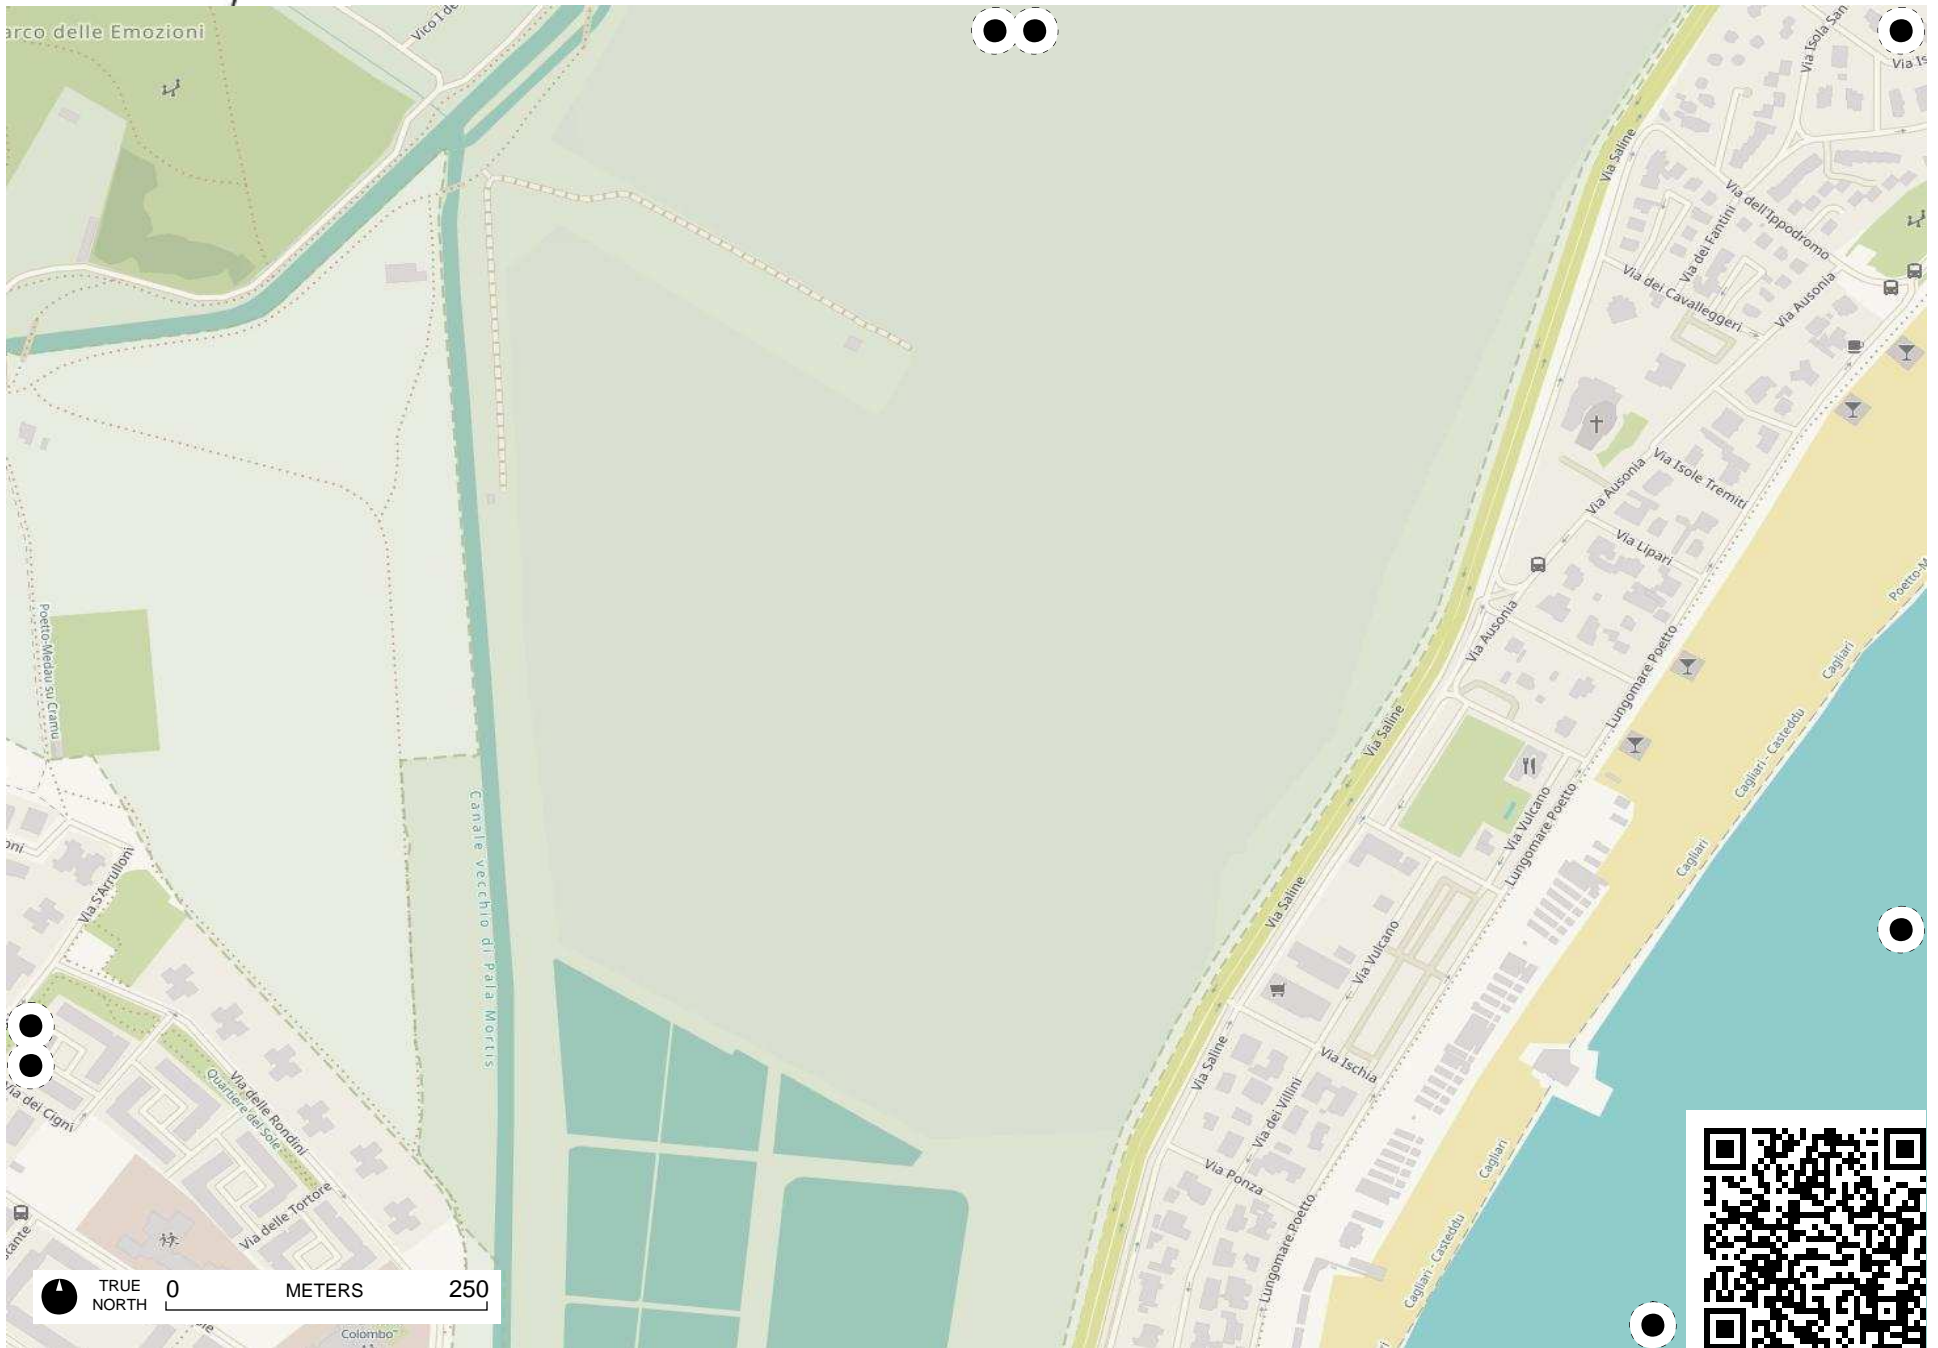 arco delle Emozioni
Vico I de
Via Isola San
Via Is
Via Saline
Via dell'Ippodromo
Via dei Fantini
Via dei Cavalleggeri
Via Ausonia
Via Isole Tremiti
Via Ausonia
Via Lipari
Poetto-M
Via Ausonia
Lungomare Poetto
Cagliari
Poetto-Medau su Cramu
Via Saline
Cagliari - Casteddu
Canale vecchio di Pala Mortis
Via Vulcano
Lungomare Poetto
Cagliari
oni
Via S'Arrulloni
Via Saline
Via Vulcano
Via Ischia
Via Saline
Via dei Cigni
Via delle Rondini
Quartiere del Sole
Via dei Villini
Via Ponza
Cagliari
Via delle Tortore
Lungomare Poetto
Cagliari - Casteddu
stante
TRUE
NORTH
0 METERS 250
Colombo